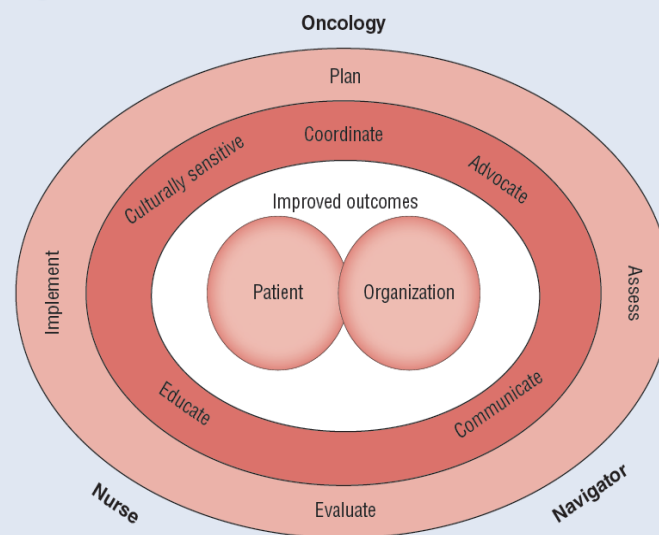 Oncology
Plan
Coordinate
Culturally sensitive
Advocate
Improved outcomes
Implement
Patient
Organization
Assess
Educate
Communicate
Nurse
Evaluate
Navigator